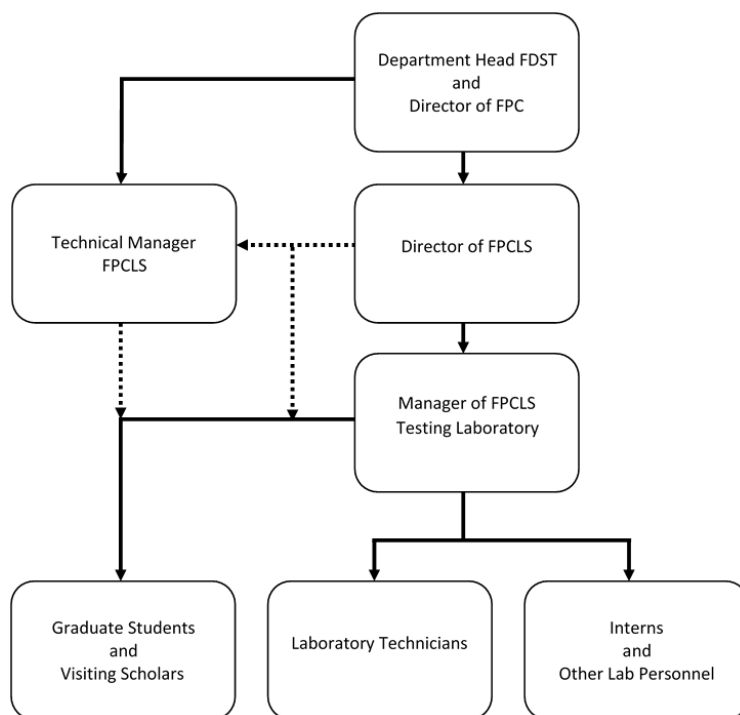 Department Head FDST
and
Director of FPC
Technical Manager
FPCLS
Director of FPCLS
Manager of FPCLS
Testing Laboratory
Graduate Students
and
Visiting Scholars
Laboratory Technicians
Interns
and
Other Lab Personnel